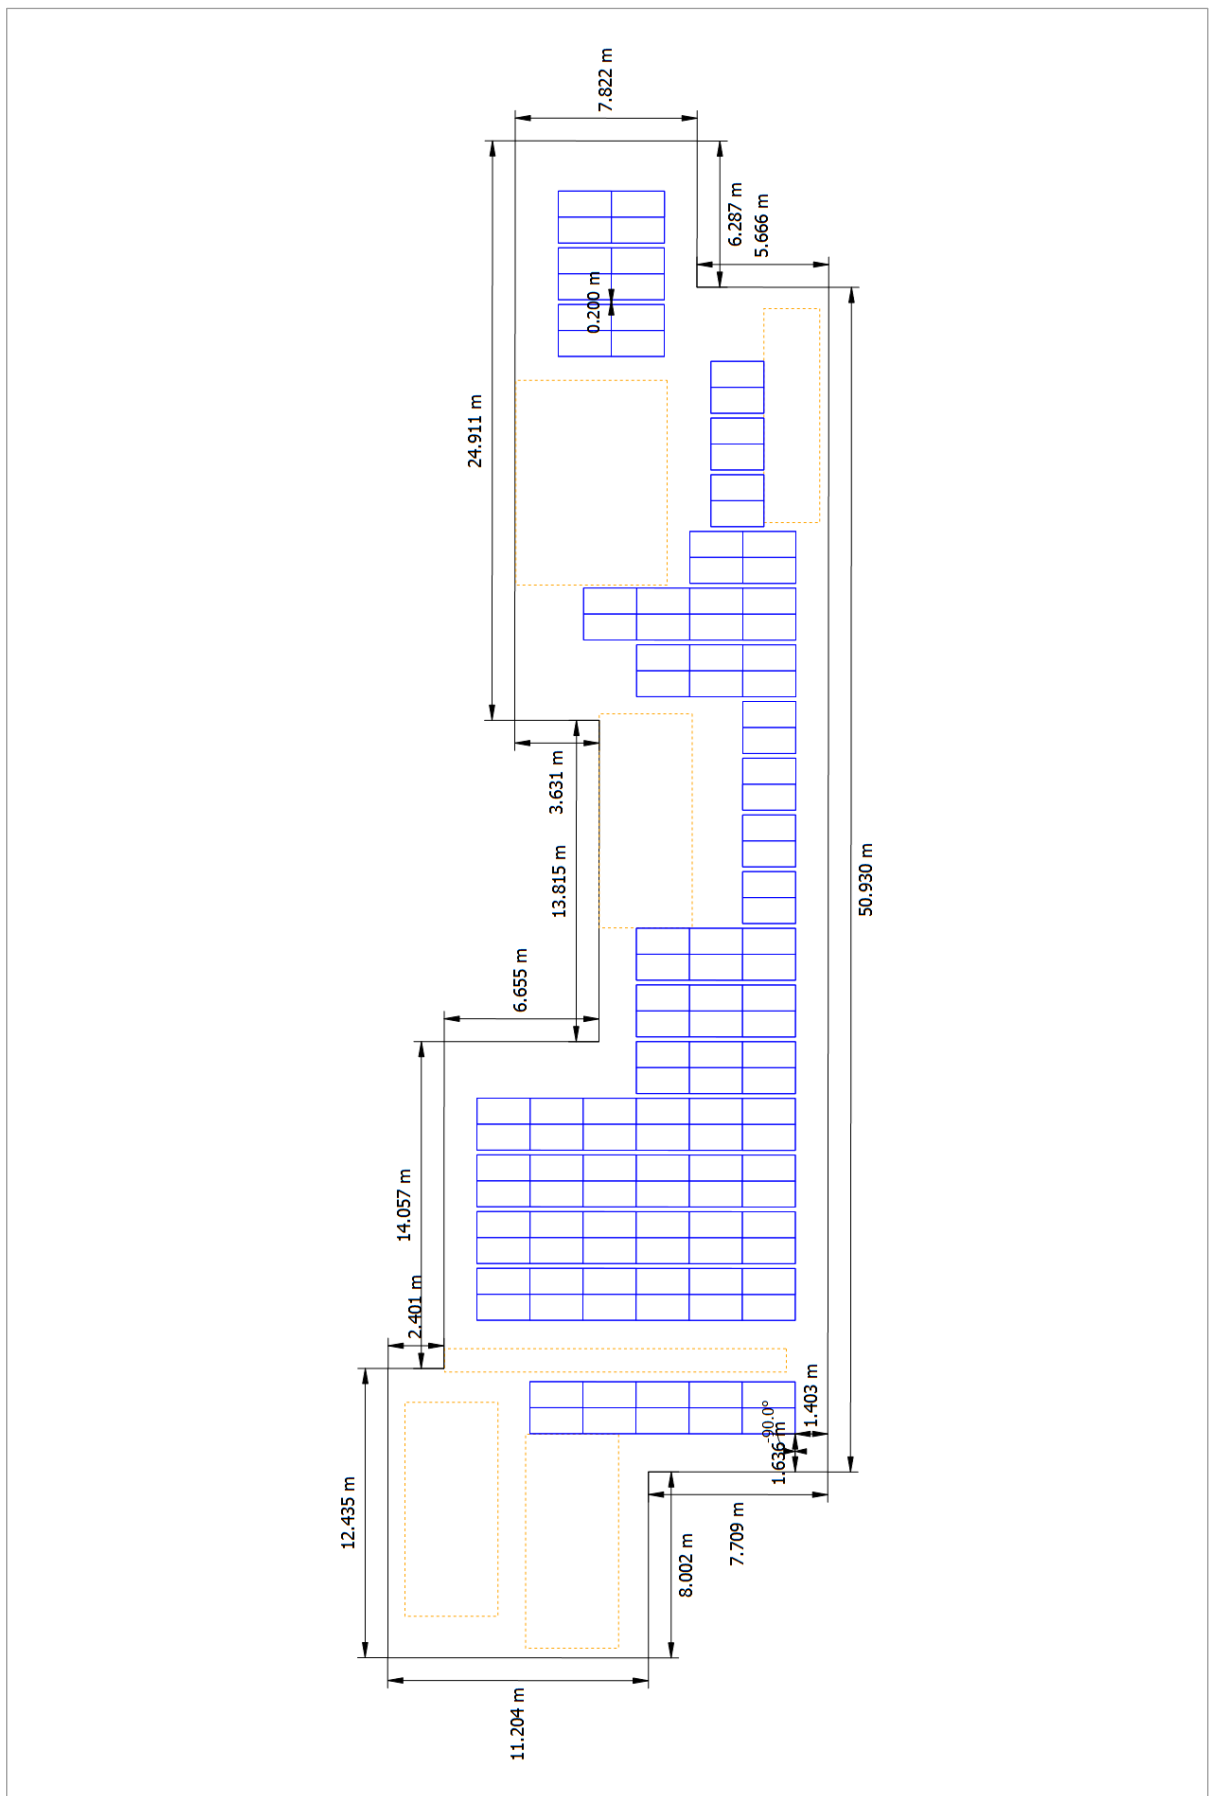 7.822 m
6.287 m
5.666 m
0.200 m
24.911 m
3.631 m
13.815 m
50.930 m
6.655 m
14.057 m
2.401 m
1.403 m
-90.0°
1.636 m
12.435 m
7.709 m
8.002 m
11.204 m